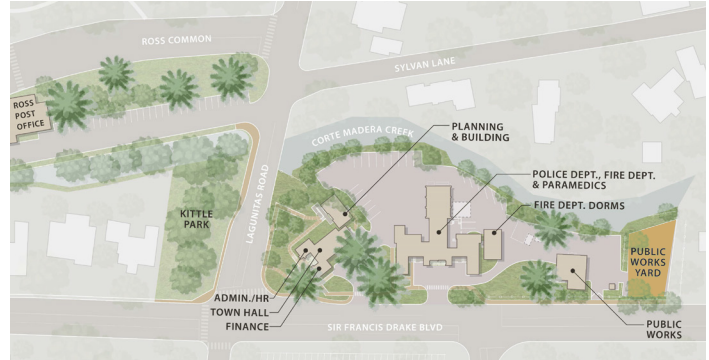 ROSS COMMON
SYLVAN LANE
ROSS
POST
OFFICE
CORTE MADERA CREEK
PLANNING
& BUILDING
POLICE DEPT., FIRE DEPT.
& PARAMEDICS
FIRE DEPT. DORMS
KITTLE
PARK
LAGUNITAS ROAD
PUBLIC
WORKS
YARD
ADMIN./HR
TOWN HALL
FINANCE
SIR FRANCIS DRAKE BLVD
PUBLIC
WORKS